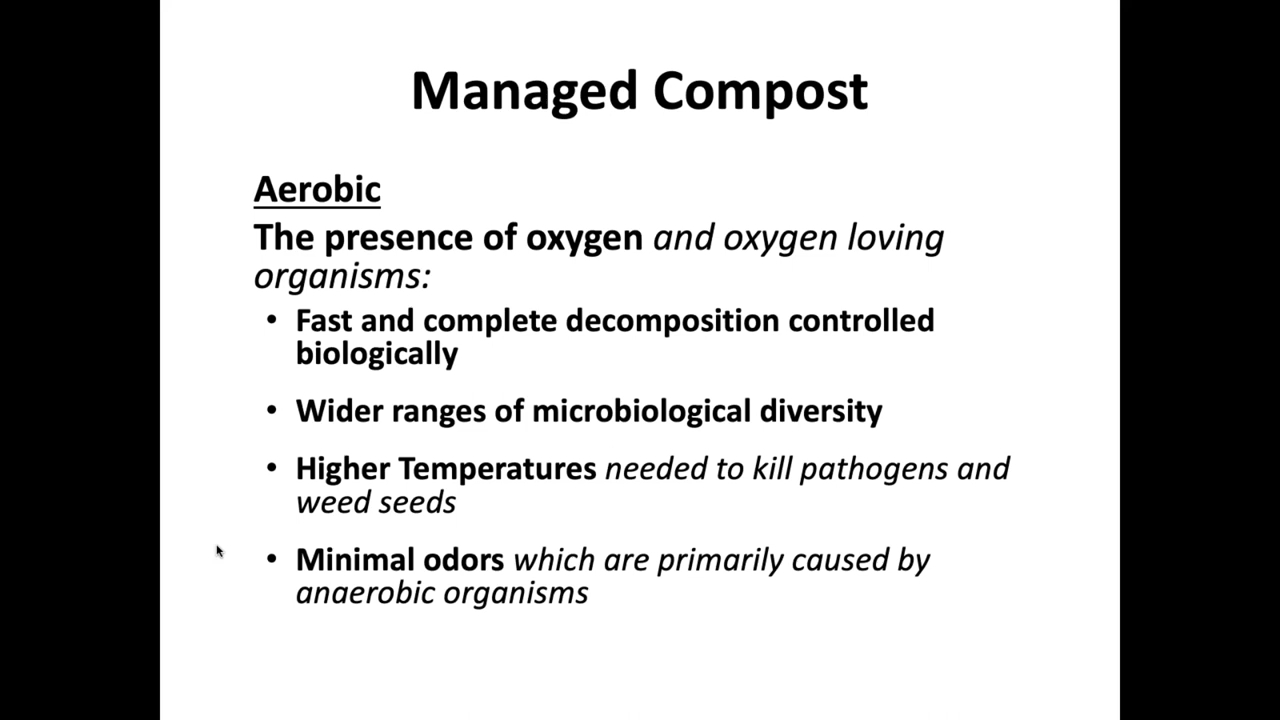 Managed Compost
Aerobic
The presence of oxygen and oxygen loving
organisms:
• Fast and complete decomposition controlled
biologically
• Wider ranges of microbiological diversity
• Higher Temperatures needed to kill pathogens and
weed seeds
• Minimal odors which are primarily caused by
anaerobic organisms